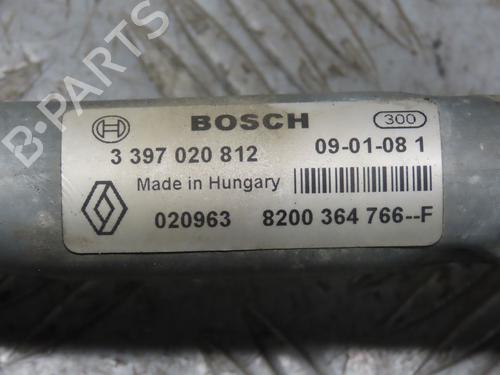 B-PARTS
BOSCH 300
3 397 020 812 09-01-08 1
Made in Hungary
020963 8200 364 766--F